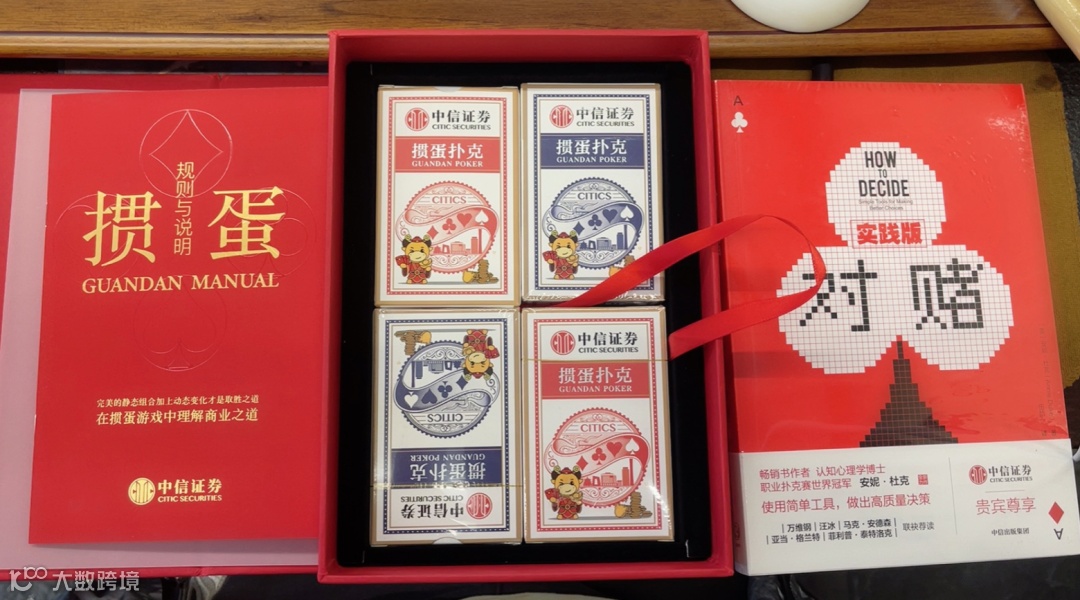 规则与说明
掼蛋
GUANDAN MANUAL
完美的静态组合加上动态变化才是取胜之道
在掼蛋游戏中理解商业之道
中信证券
CITIC SECURITIES
中信证券
CITIC SECURITIES
掼蛋扑克
GUANDAN POKER
CITICS
中信证券
CITIC SECURITIES
掼蛋扑克
GUANDAN POKER
CITICS
中信证券
CITIC SECURITIES
掼蛋扑克
GUANDAN POKER
CITICS
中信证券
CITIC SECURITIES
掼蛋扑克
GUANDAN POKER
CITICS
A
HOW
TO
DECIDE
Simple Tools for Making
Better Choices
实践版
对赌
畅销书作者 认知心理学博士
职业扑克赛世界冠军 安妮·杜克
使用简单工具，做出高质量决策
|万维钢|汪冰|马克·安德森|
|亚当·格兰特|菲利普·泰特洛克|
联袂荐读
中信证券
CITIC SECURITIES
贵宾尊享
中信出版集团
A
大数跨境